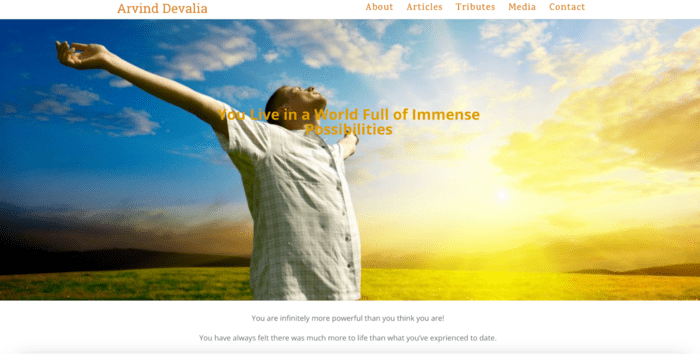 Arvind Devalia
About Articles Tributes Media Contact
You Live in a World Full of Immense
Possibilities
You are infinitely more powerful than you think you are!
You have always felt there was much more to life than what you've exprienced to date.